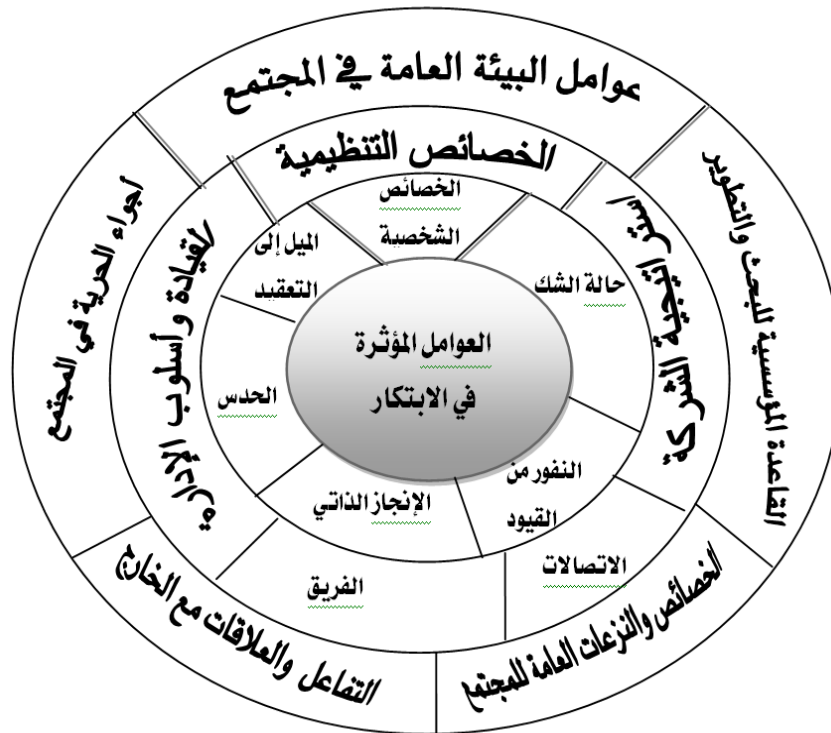 عوامل البيئة العامة في المجتمع
الخصائص التنظيمية
الخصائص
الشخصية
الميل إلى
التعقيد
حالة الشك
أجواء الحرية في المجتمع
القيادة وأسلوب الإدارة
العوامل المؤثرة
في الابتكار
استراتيجية الشركة
القاعدة المؤسسية للبحث والتطوير
الحدس
النفور من
القيود
الإنجاز الذاتي
الاتصالات
الفريق
التفاعل والعلاقات مع الخارج
الخصائص والنزعات العامة للمجتمع